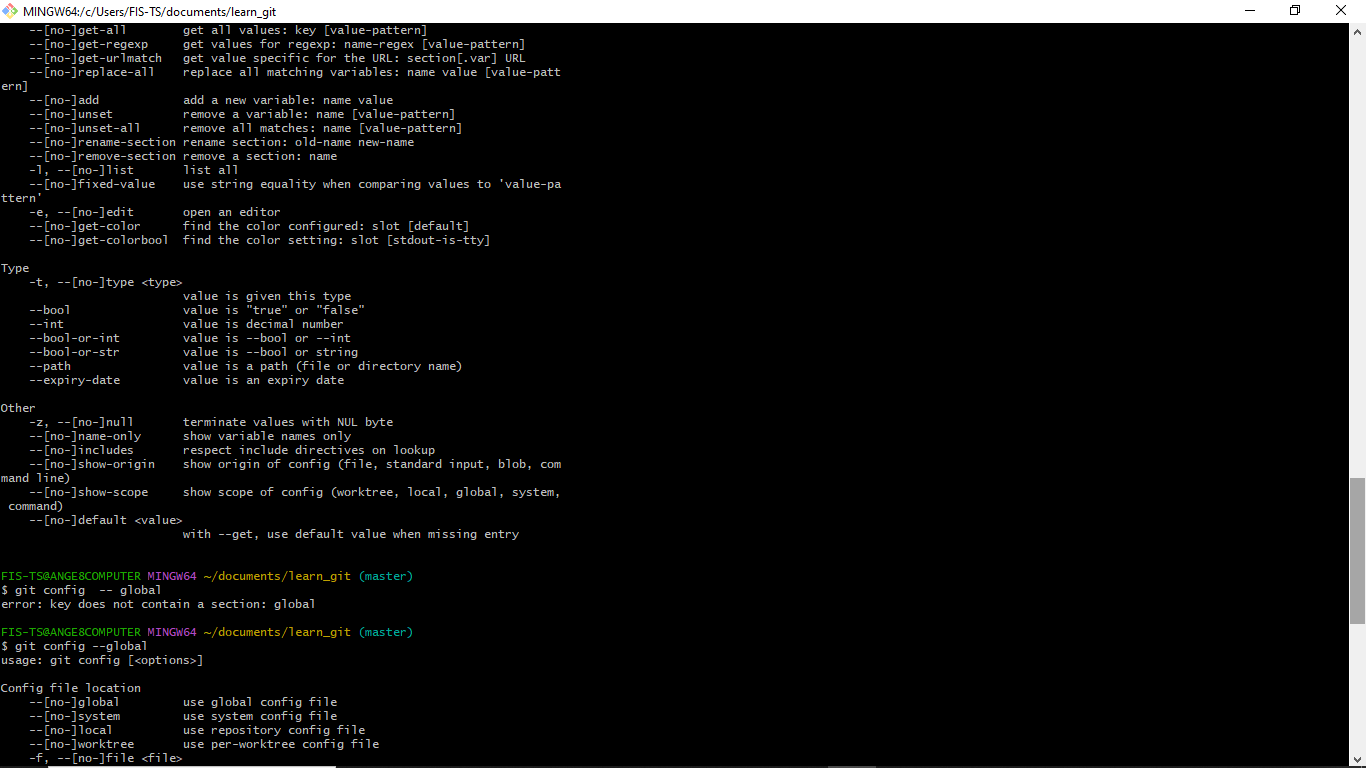 MINGW64:/c/Users/FIS-TS/documents/learn_git
    --[no-]get-all        get all values: key [value-pattern]
    --[no-]get-regexp     get values for regexp: name-regex [value-pattern]
    --[no-]get-urlmatch   get value specific for the URL: section[.var] URL
    --[no-]replace-all    replace all matching variables: name value [value-patt
ern]
    --[no-]add            add a new variable: name value
    --[no-]unset          remove a variable: name [value-pattern]
    --[no-]unset-all      remove all matches: name [value-pattern]
    --[no-]rename-section rename section: old-name new-name
    --[no-]remove-section remove a section: name
    -l, --[no-]list       list all
    --[no-]fixed-value    use string equality when comparing values to 'value-pa
ttern'
    -e, --[no-]edit       open an editor
    --[no-]get-color      find the color configured: slot [default]
    --[no-]get-colorbool  find the color setting: slot [stdout-is-tty]

Type
    -t, --[no-]type <type>
                          value is given this type
    --bool                value is "true" or "false"
    --int                 value is decimal number
    --bool-or-int         value is --bool or --int
    --bool-or-str         value is --bool or string
    --path                value is a path (file or directory name)
    --expiry-date         value is an expiry date

Other
    -z, --[no-]null       terminate values with NUL byte
    --[no-]name-only      show variable names only
    --[no-]includes       respect include directives on lookup
    --[no-]show-origin    show origin of config (file, standard input, blob, com
mand line)
    --[no-]show-scope     show scope of config (worktree, local, global, system,
 command)
    --[no-]default <value>
                          with --get, use default value when missing entry

FIS-TS@ANGE8COMPUTER MINGW64 ~/documents/learn_git (master)
$ git config  -- global
error: key does not contain a section: global

FIS-TS@ANGE8COMPUTER MINGW64 ~/documents/learn_git (master)
$ git config --global
usage: git config [<options>]

Config file location
    --[no-]global         use global config file
    --[no-]system         use system config file
    --[no-]local          use repository config file
    --[no-]worktree       use per-worktree config file
    -f, --[no-]file <file>